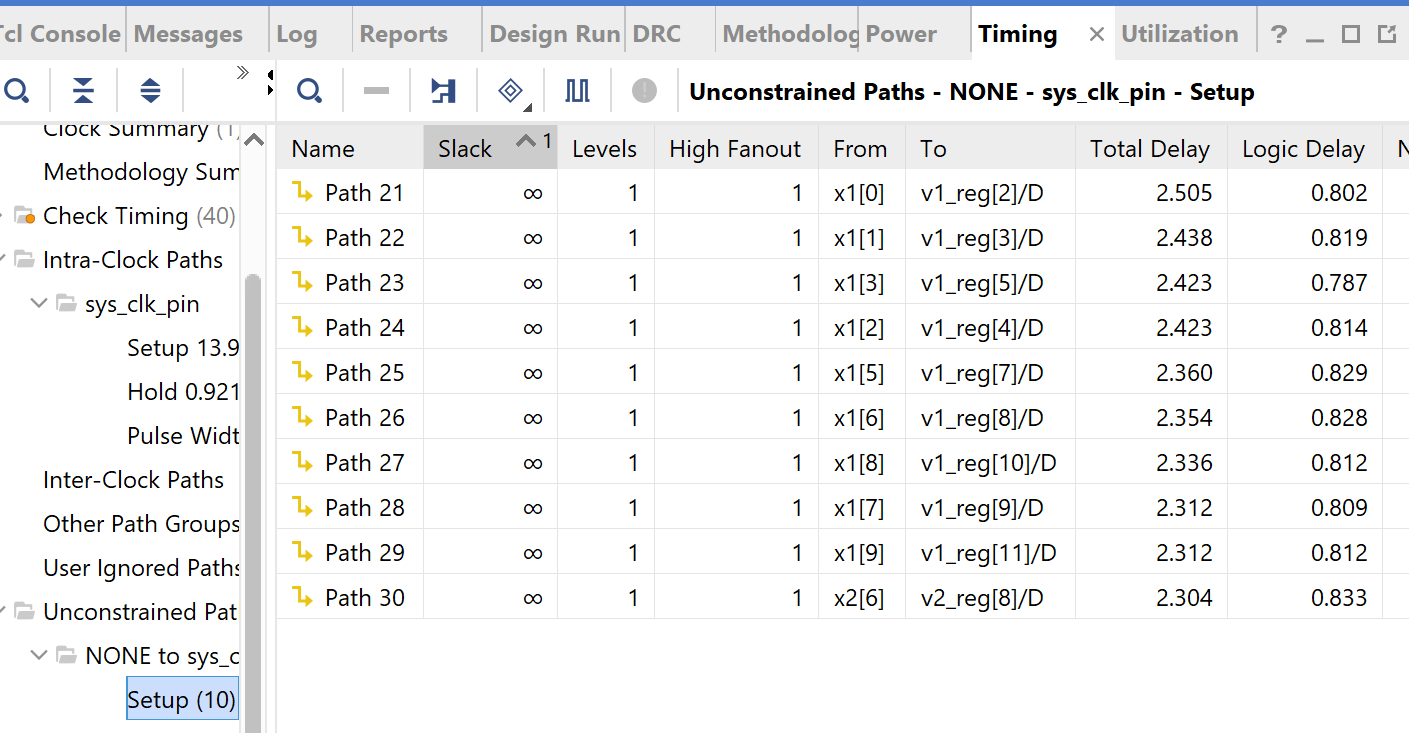 Tcl Console Messages Log Reports Design Run DRC Methodolog Power Timing × Utilization ?
Unconstrained Paths - NONE - sys_clk_pin - Setup
Clock Summary (1)
Methodology Sum
Check Timing (40)
Intra-Clock Paths
sys_clk_pin
Setup 13.9
Hold 0.921
Pulse Widt
Inter-Clock Paths
Other Path Groups
User Ignored Paths
Unconstrained Pat
NONE to sys_c
Setup (10)
Name Slack 1 Levels High Fanout From To Total Delay Logic Delay N
Path 21 ∞ 1 1 x1[0] v1_reg[2]/D 2.505 0.802
Path 22 ∞ 1 1 x1[1] v1_reg[3]/D 2.438 0.819
Path 23 ∞ 1 1 x1[3] v1_reg[5]/D 2.423 0.787
Path 24 ∞ 1 1 x1[2] v1_reg[4]/D 2.423 0.814
Path 25 ∞ 1 1 x1[5] v1_reg[7]/D 2.360 0.829
Path 26 ∞ 1 1 x1[6] v1_reg[8]/D 2.354 0.828
Path 27 ∞ 1 1 x1[8] v1_reg[10]/D 2.336 0.812
Path 28 ∞ 1 1 x1[7] v1_reg[9]/D 2.312 0.809
Path 29 ∞ 1 1 x1[9] v1_reg[11]/D 2.312 0.812
Path 30 ∞ 1 1 x2[6] v2_reg[8]/D 2.304 0.833